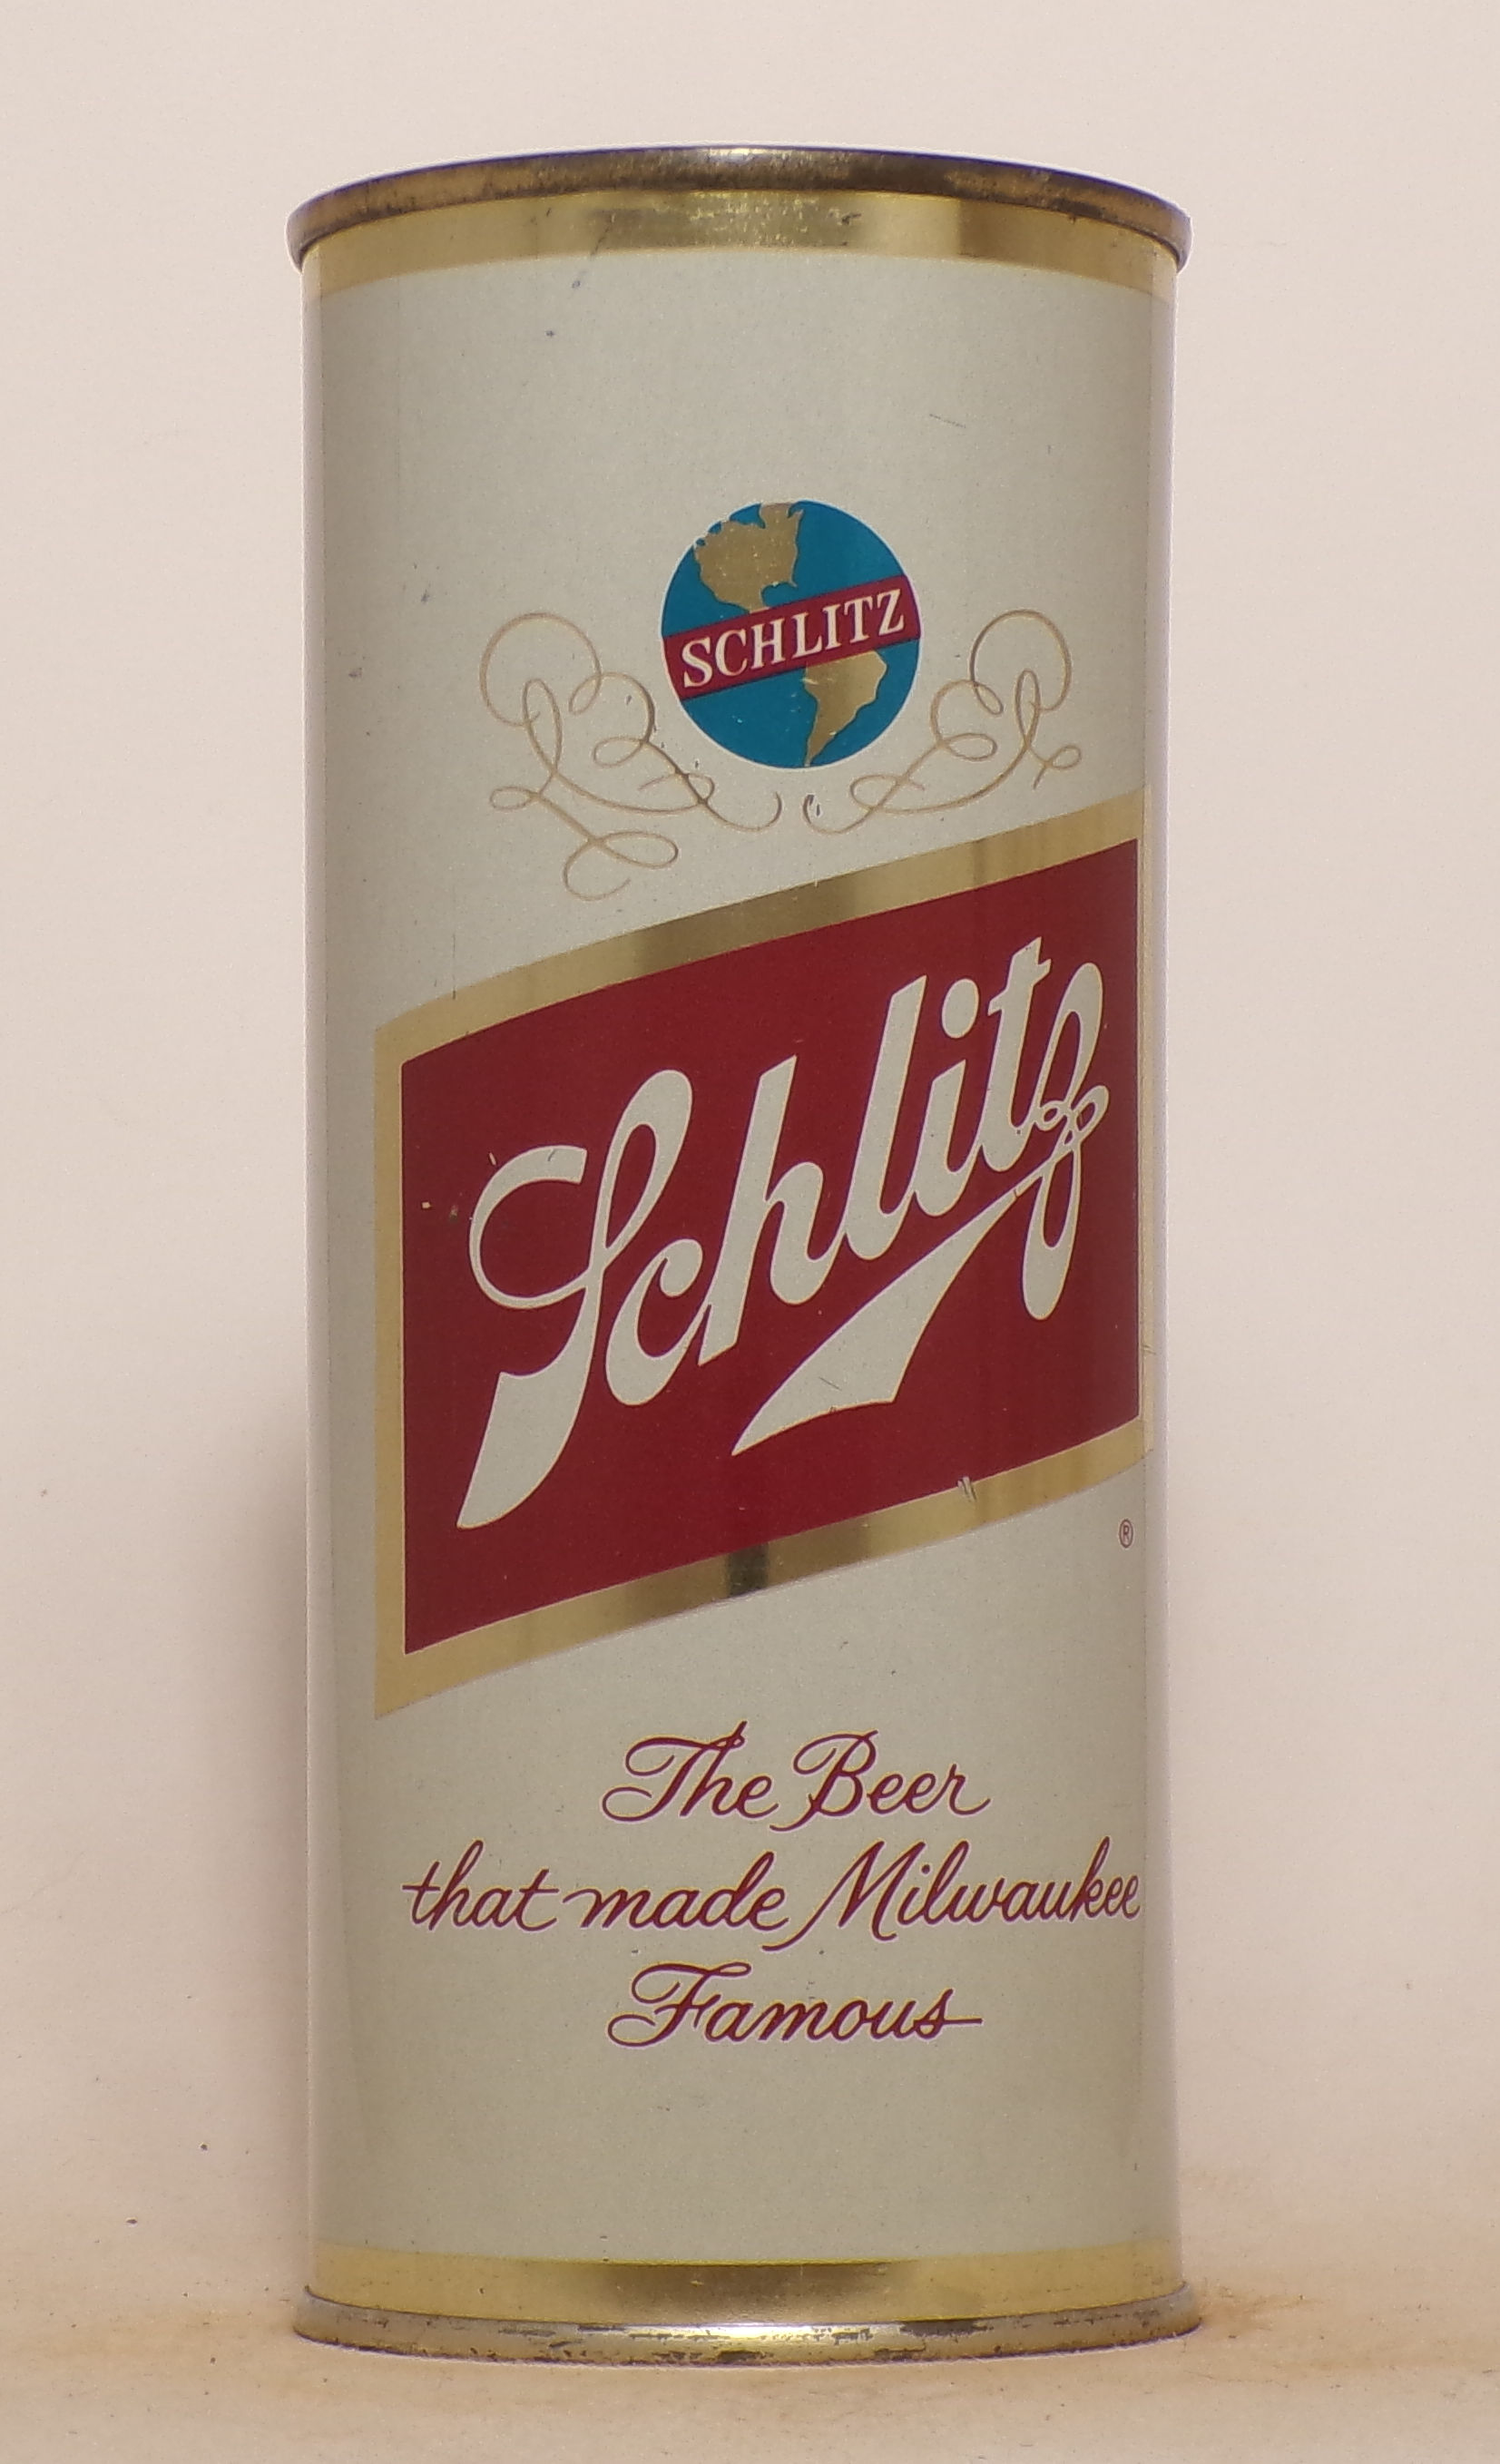 SCHLITZ
Schlitz
®
The Beer
that made Milwaukee
Famous